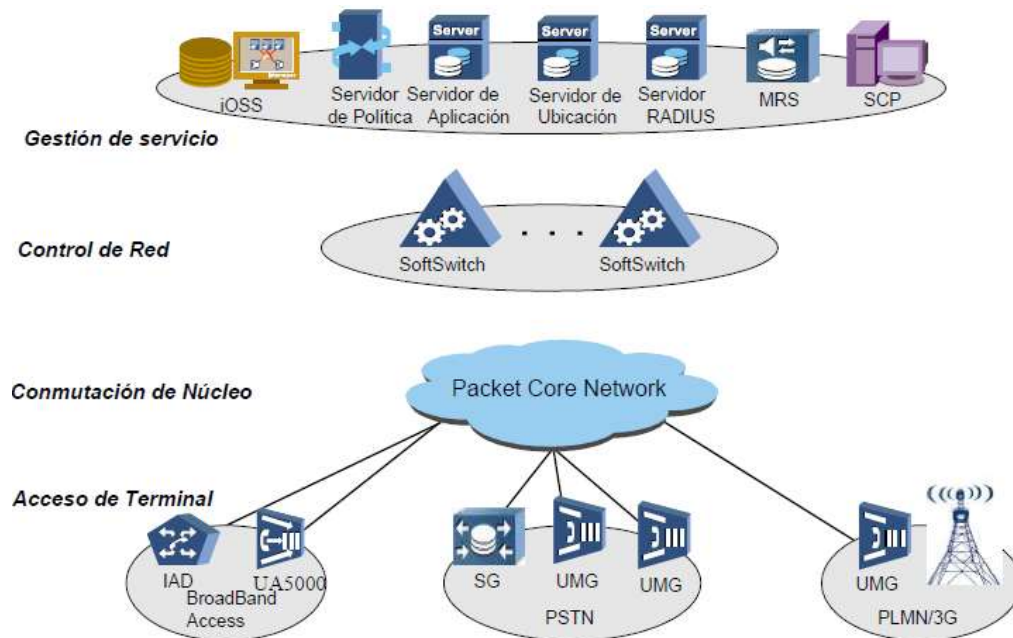 Server Server Server
Manager
iOSS
Servidor
de Política
Servidor de
Aplicación
Servidor de
Ubicación
Servidor
RADIUS
MRS
SCP
Gestión de servicio
Control de Red
. . .
SoftSwitch
SoftSwitch
Conmutación de Núcleo
Packet Core Network
Acceso de Terminal
IAD
UA5000
BroadBand
Access
SG
UMG
UMG
PSTN
UMG
PLMN/3G